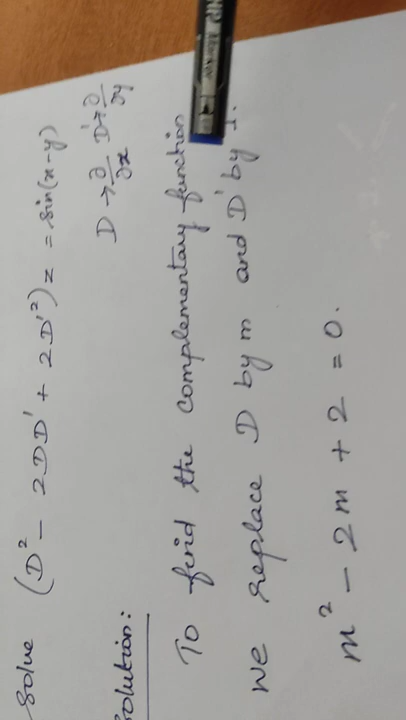 Solve (D² - 2DD' + 2D'²)z = sin(x-y)
Solution: D → ∂/∂x D' → ∂/∂y
To find the complementary function
we replace D by m and D' by 1.
m² - 2m + 2 = 0.